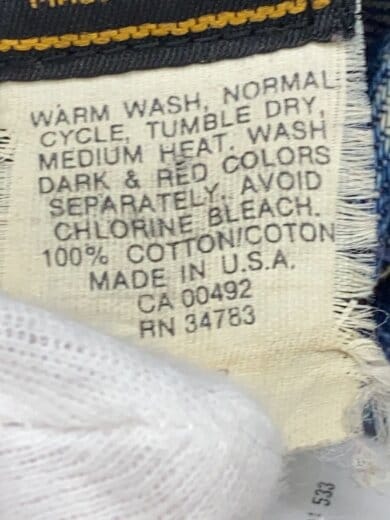 WARM WASH, NORMAL
CYCLE, TUMBLE DRY,
MEDIUM HEAT. WASH
DARK & RED COLORS
SEPARATELY. AVOID
CHLORINE BLEACH.
100% COTTON/COTON
MADE IN U.S.A.
CA 00492
RN 34783
533